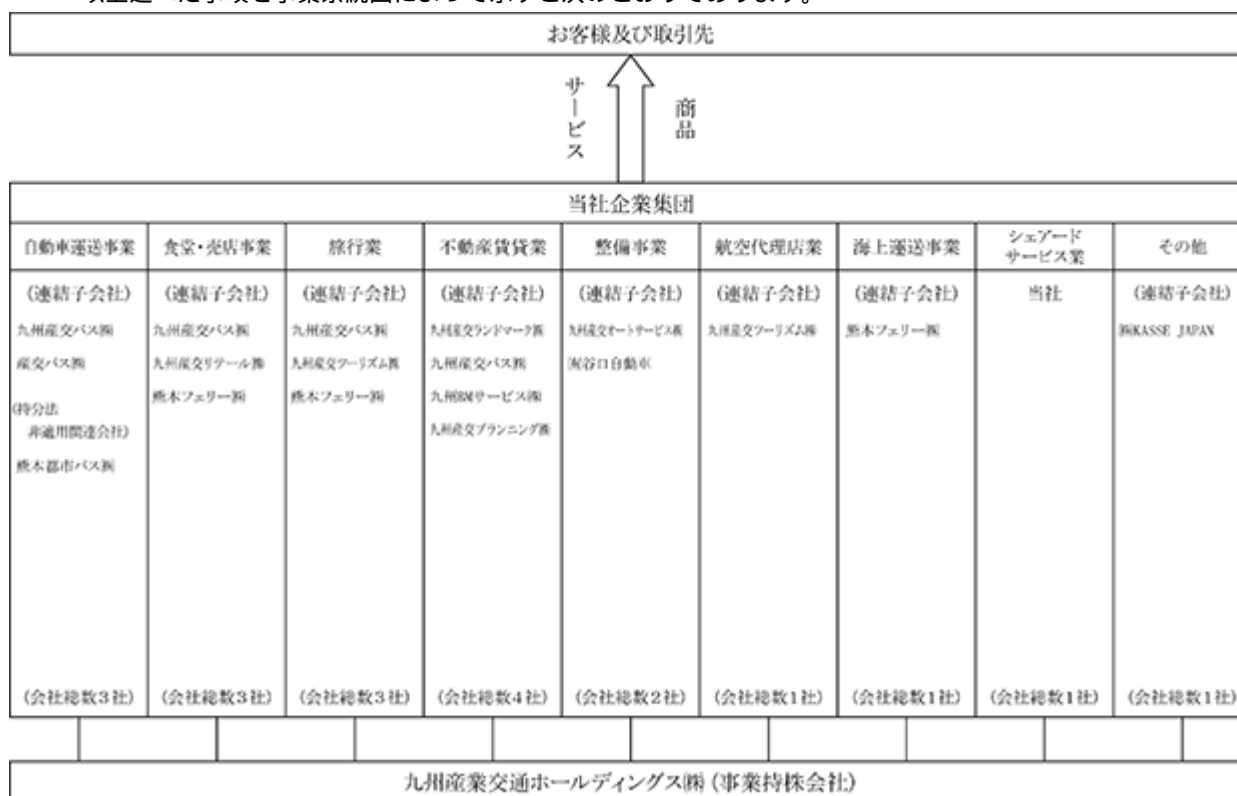 お客様及び取引先
サービス
商品
当社企業集団
自動車運送事業
食堂・売店事業
旅行業
不動産賃貸業
整備事業
航空代理店業
海上運送事業
シェアード
サービス業
その他
(連結子会社)
九州産交バス㈱
産交バス㈱
(持分法
非適用関連会社)
熊本都市バス㈱
(会社総数3社)
(連結子会社)
九州産交バス㈱
九州産交リテール㈱
熊本フェリー㈱
(会社総数3社)
(連結子会社)
九州産交バス㈱
九州産交ツーリズム㈱
熊本フェリー㈱
(会社総数3社)
(連結子会社)
九州産交ランドマーク㈱
九州産交バス㈱
九州BMサービス㈱
九州産交プランニング㈱
(会社総数4社)
(連結子会社)
九州産交オートサービス㈱
㈲谷口自動車
(会社総数2社)
(連結子会社)
九州産交ツーリズム㈱
(会社総数1社)
(連結子会社)
熊本フェリー㈱
(会社総数1社)
当社
(会社総数1社)
(連結子会社)
㈱KASSE JAPAN
(会社総数1社)
九州産業交通ホールディングス㈱(事業持株会社)